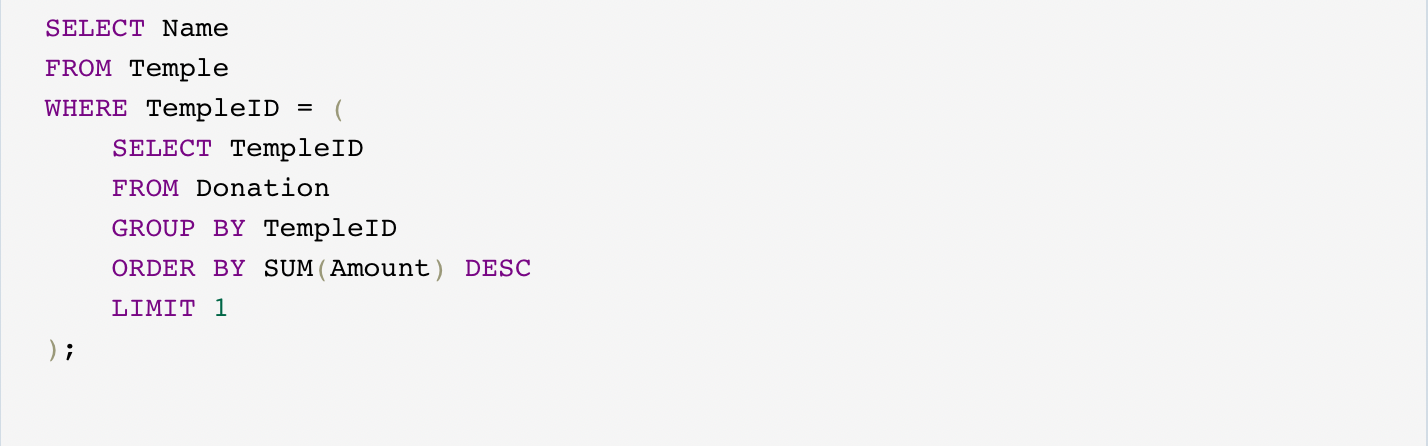 SELECT Name
FROM Temple
WHERE TempleID = (
    SELECT TempleID
    FROM Donation
    GROUP BY TempleID
    ORDER BY SUM(Amount) DESC
    LIMIT 1
);